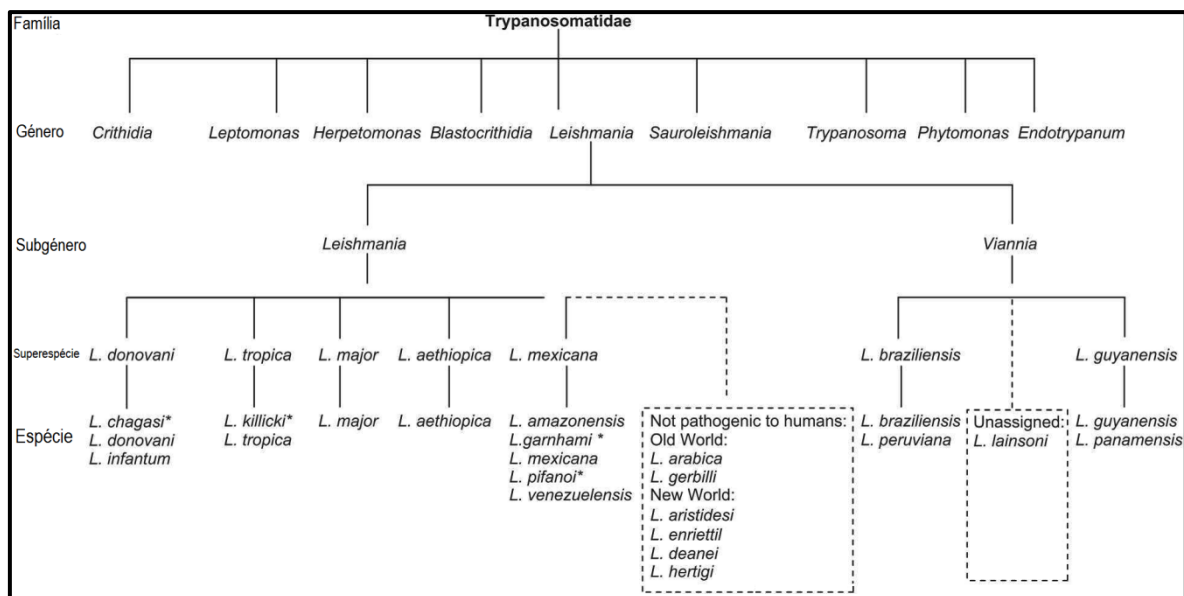 Família
Trypanosomatidae
Género
Crithidia
Leptomonas
Herpetomonas
Blastocrithidia
Leishmania
Sauroleishmania
Trypanosoma
Phytomonas
Endotrypanum
Subgénero
Leishmania
Viannia
Superespécie
L. donovani
L. tropica
L. major
L. aethiopica
L. mexicana
L. braziliensis
L. guyanensis
Espécie
L. chagasi*
L. donovani
L. infantum
L. killicki*
L. tropica
L. major
L. aethiopica
L. amazonensis
L.garnhami *
L. mexicana
L. pifanoi*
L. venezuelensis
Not pathogenic to humans:
Old World:
L. arabica
L. gerbilli
New World:
L. aristidesi
L. enriettil
L. deanei
L. hertigi
L. braziliensis
L. peruviana
Unassigned:
L. lainsoni
L. guyanensis
L. panamensis